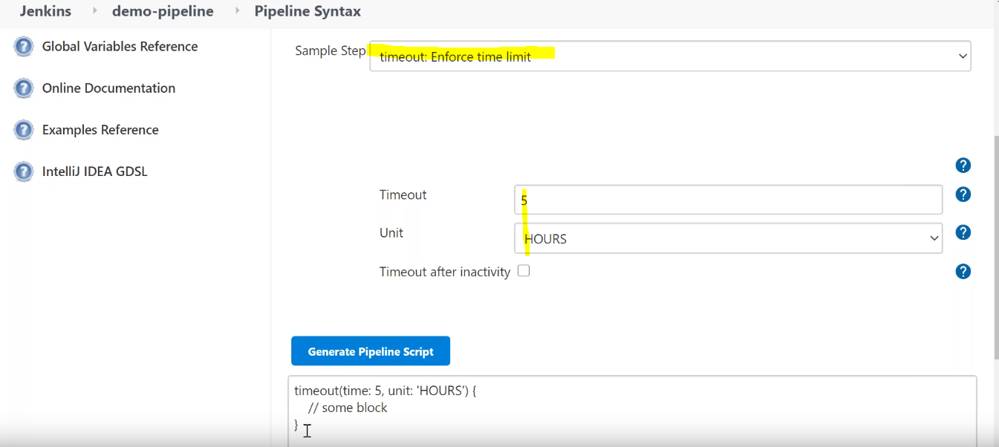 Jenkins demo-pipeline Pipeline Syntax
Global Variables Reference
Online Documentation
Examples Reference
IntelliJ IDEA GDSL
Sample Step timeout: Enforce time limit
Timeout 5
Unit HOURS
Timeout after inactivity
Generate Pipeline Script
timeout(time: 5, unit: 'HOURS') {
// some block
}